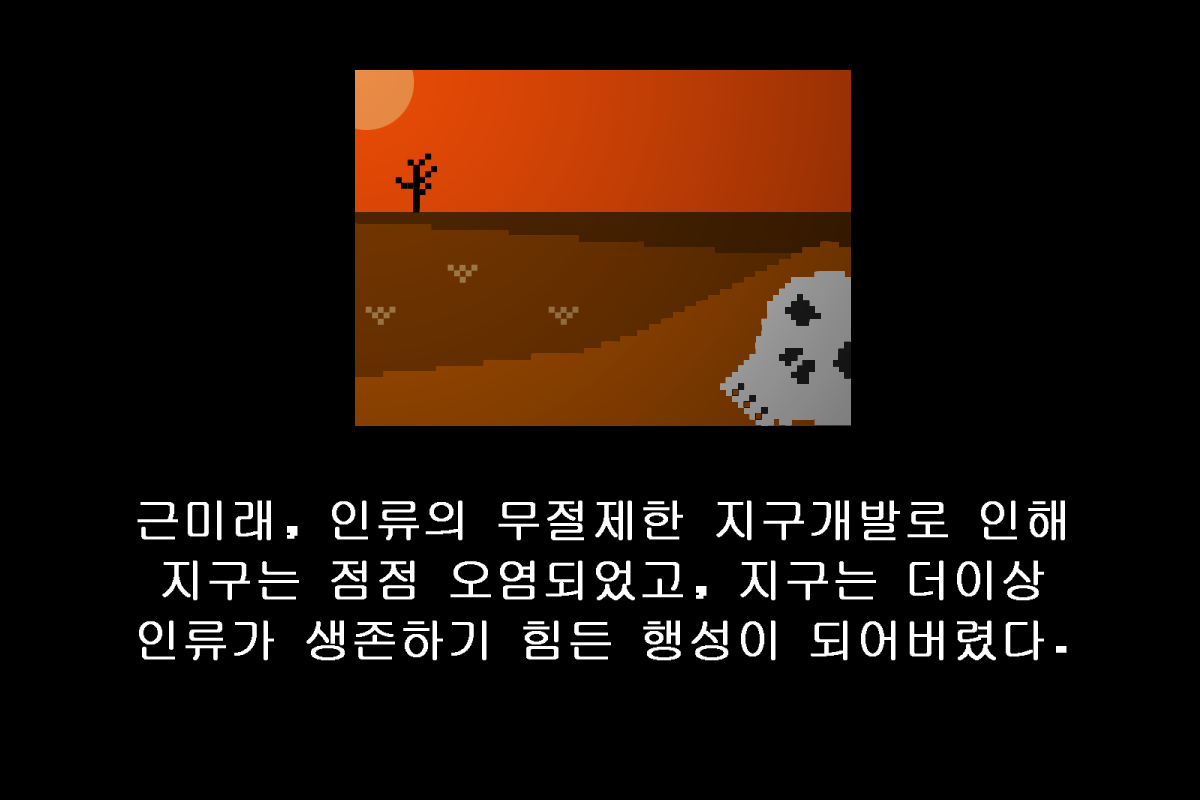 근미래, 인류의 무절제한 지구개발로 인해
지구는 점점 오염되었고, 지구는 더이상
인류가 생존하기 힘든 행성이 되어버렸다.